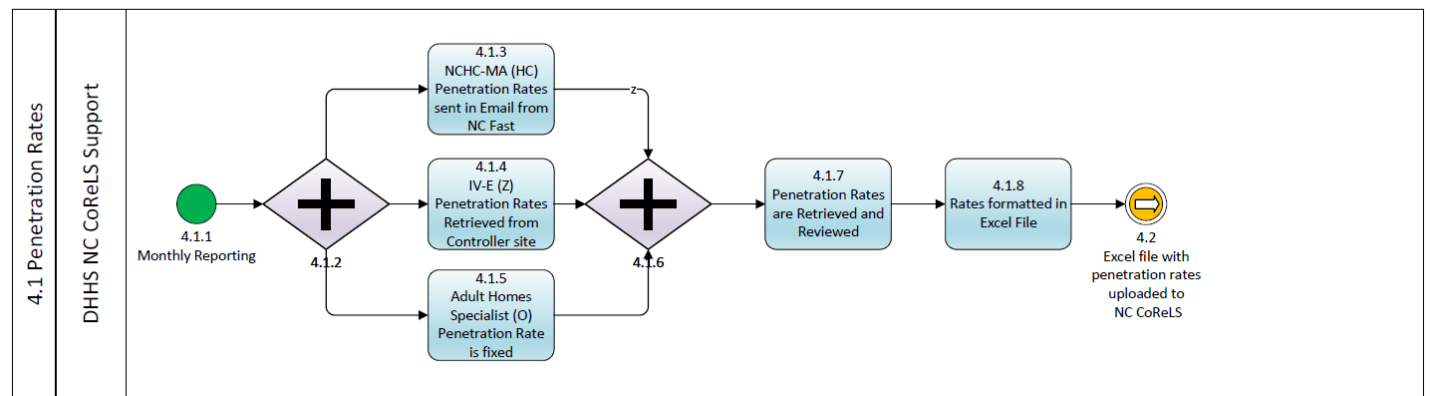 4.1 Penetration Rates
DHHS NC CoReLS Support
4.1.1
Monthly Reporting
4.1.2
4.1.3
NCHC-MA (HC)
Penetration Rates
sent in Email from
NC Fast
z
4.1.4
IV-E (Z)
Penetration Rates
Retrieved from
Controller site
4.1.5
Adult Homes
Specialist (O)
Penetration Rate
is fixed
4.1.6
4.1.7
Penetration Rates
are Retrieved and
Reviewed
4.1.8
Rates formatted in
Excel File
4.2
Excel file with
penetration rates
uploaded to
NC CoReLS